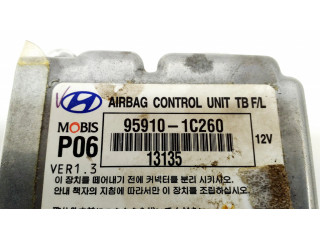 AIRBAG CONTROL UNIT TB F/L
MOBIS
95910-1C260
P06
12V
13135
VER1.3
이 장치를 떼어내기 전에 커넥터를 분리 시키시오.
안내 책자의 지침에 따라서만 이 장치를 조립하십시오.